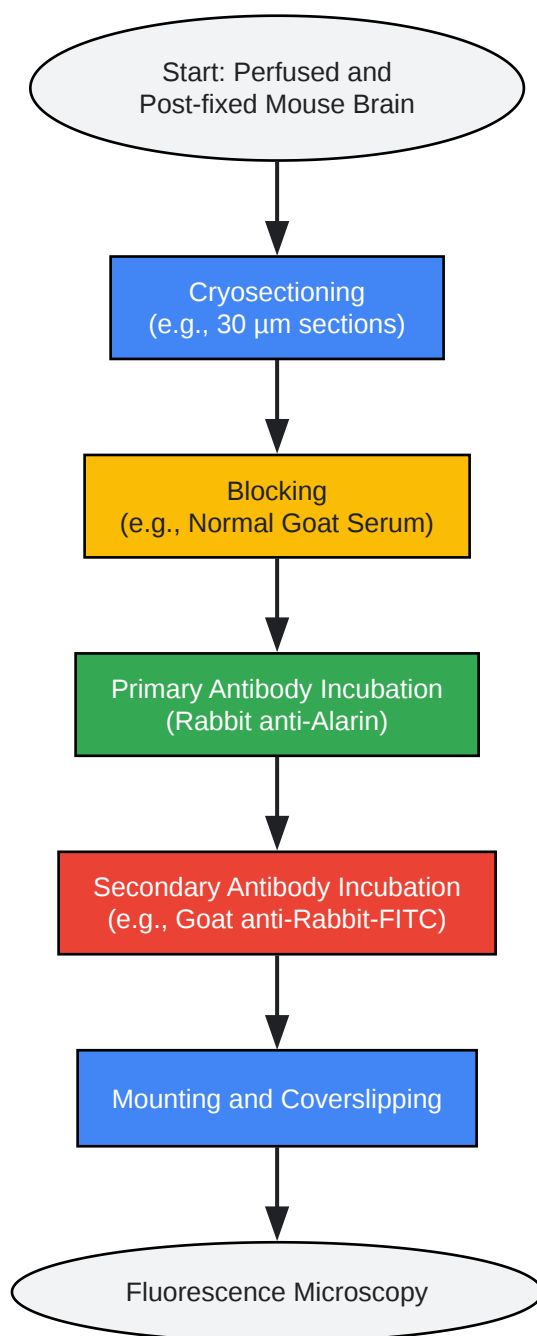 Start: Perfused and
Post-fixed Mouse Brain
Cryosectioning
(e.g., 30 µm sections)
Blocking
(e.g., Normal Goat Serum)
Primary Antibody Incubation
(Rabbit anti-Alarin)
Secondary Antibody Incubation
(e.g., Goat anti-Rabbit-FITC)
Mounting and Coverslipping
Fluorescence Microscopy